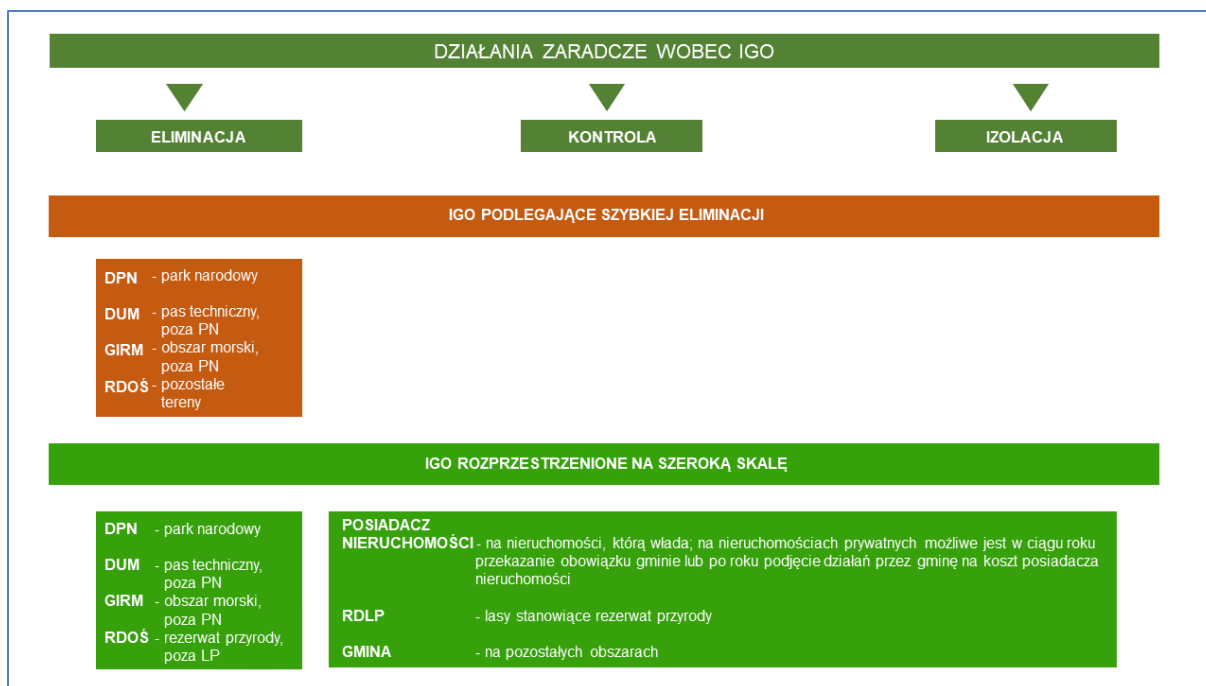 DZIAŁANIA ZARADCZE WOBEC IGO
ELIMINACJA
KONTROLA
IZOLACJA
IGO PODLEGAJĄCE SZYBKIEJ ELIMINACJI
DPN - park narodowy
DUM - pas techniczny,
poza PN
GIRM - obszar morski,
poza PN
RDOŚ - pozostałe
tereny
IGO ROZPRZESTRZENIONE NA SZEROKĄ SKALĘ
DPN - park narodowy
DUM - pas techniczny,
poza PN
GIRM - obszar morski,
poza PN
RDOŚ - rezerwat przyrody,
poza LP
POSIADACZ
NIERUCHOMOŚCI - na nieruchomości, którą włada; na nieruchomościach prywatnych możliwe jest w ciągu roku
przekazanie obowiązku gminie lub po roku podjęcie działań przez gminę na koszt posiadacza
nieruchomości
RDLP - lasy stanowiące rezerwat przyrody
GMINA - na pozostałych obszarach